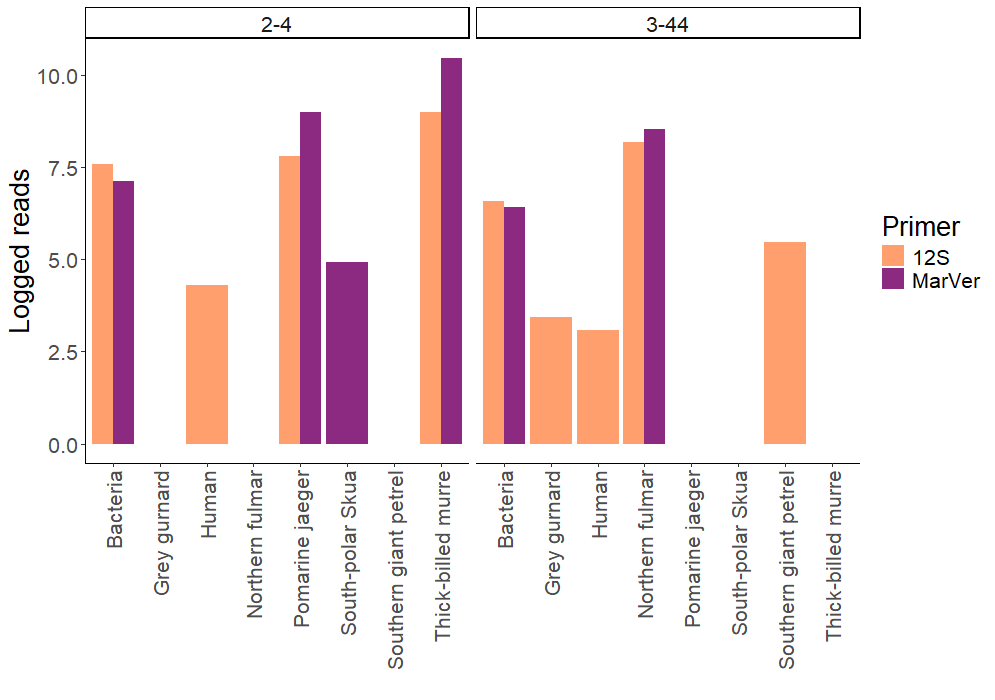 2-4
3-44
Logged reads
10.0
7.5
5.0
2.5
0.0
Bacteria
Grey gurnard
Human
Northern fulmar
Pomarine jaeger
South-polar Skua
Southern giant petrel
Thick-billed murre
Bacteria
Grey gurnard
Human
Northern fulmar
Pomarine jaeger
South-polar Skua
Southern giant petrel
Thick-billed murre
Primer
12S
MarVer